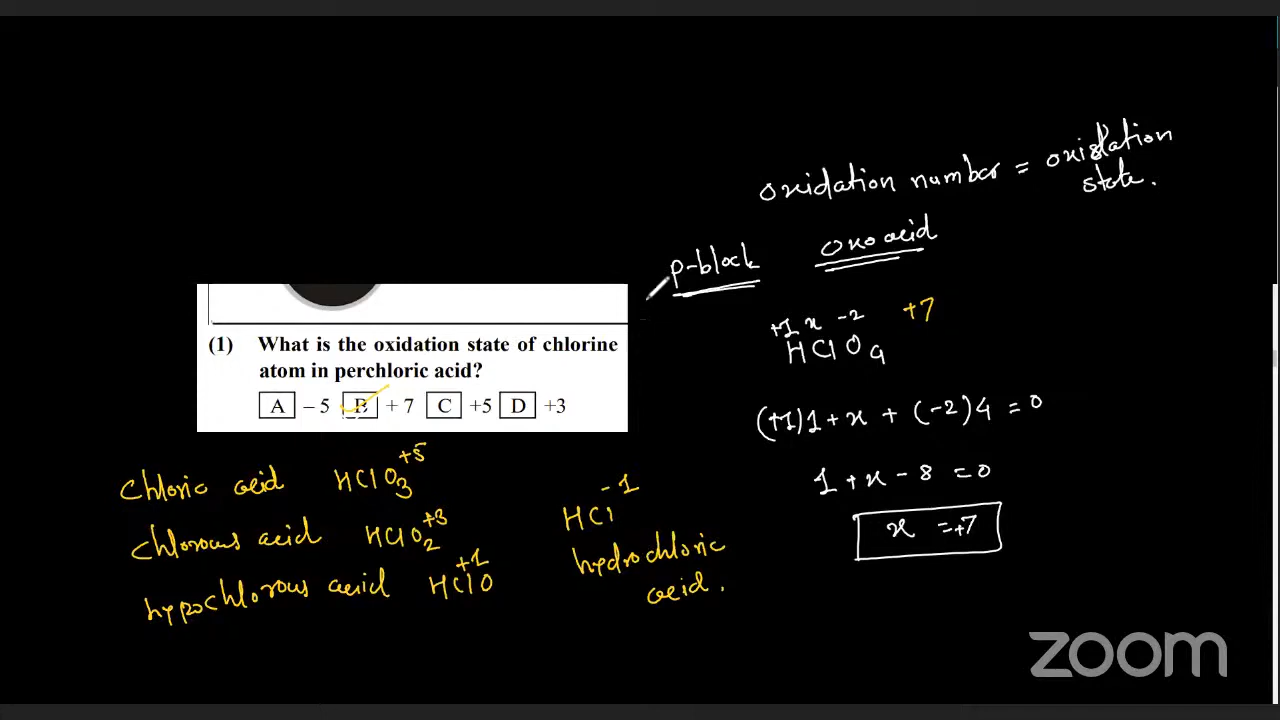 oxidation number = oxidation
state.
p-block
oxo acid
+1 x -2 +7
HClO4
(+1)1 + x + (-2)4 = 0
1 + x - 8 = 0
x = +7
(1) What is the oxidation state of chlorine
atom in perchloric acid?
A – 5 B + 7 C +5 D +3
chloric acid HClO3 +5
chlorous acid HClO2 +3
hypochlorous acid HClO +1
HCl -1
hydrochloric
acid.
zoom